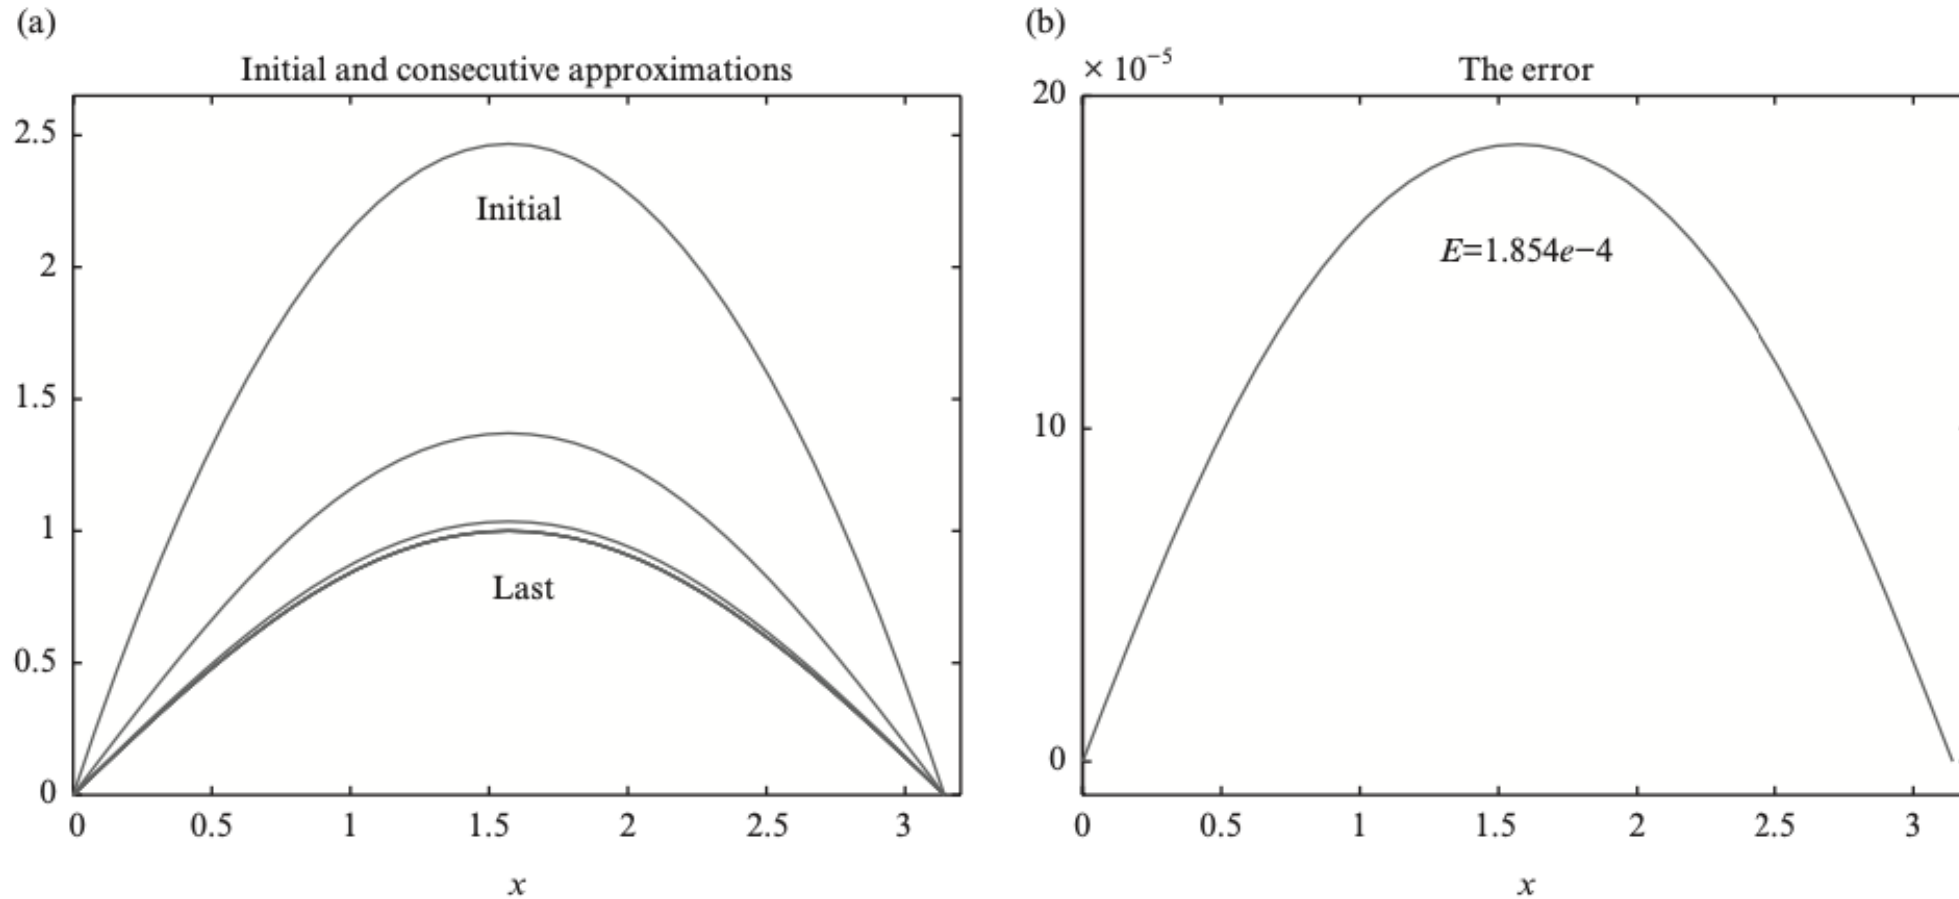 (a)
Initial and consecutive approximations
2.5
2
1.5
1
0.5
0
Initial
Last
0 0.5 1 1.5 2 2.5 3
x
(b)
× 10⁻⁵
The error
20
10
0
E=1.854e−4
0 0.5 1 1.5 2 2.5 3
x